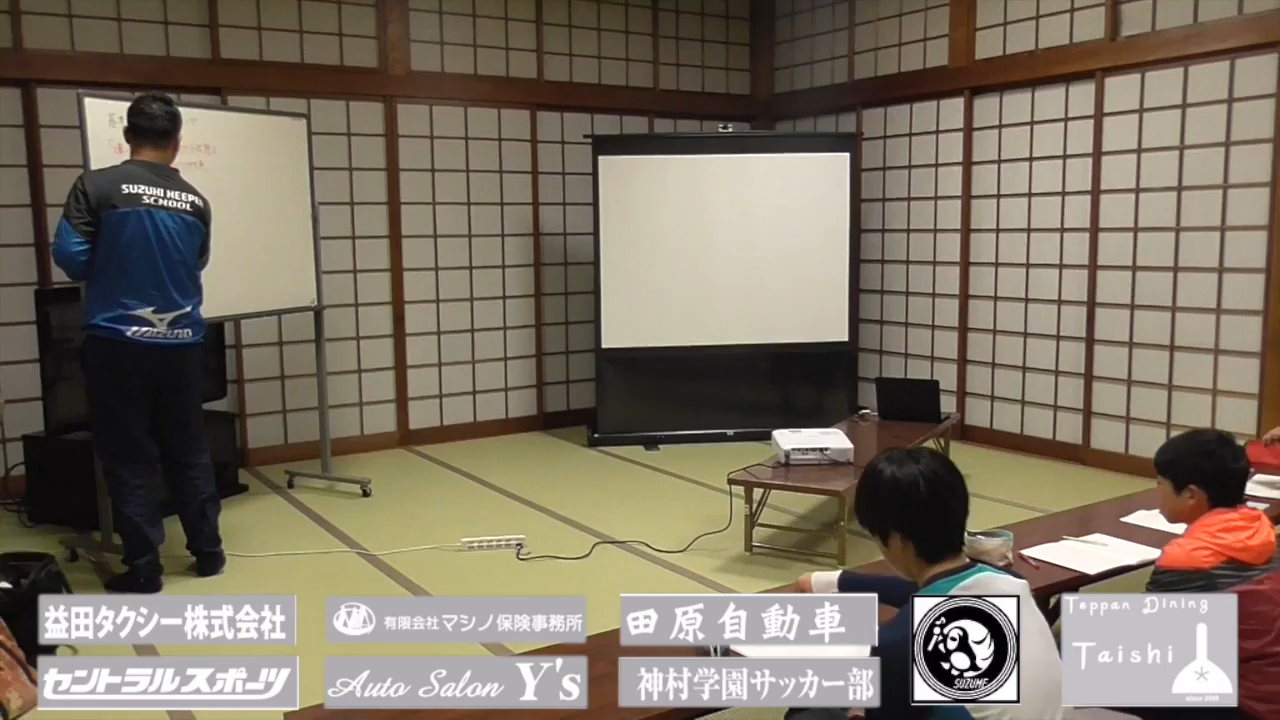 SUZUKI KEEPER
SCHOOL
MIZUNO
益田タクシー株式会社
有限会社マシノ保険事務所
田原自動車
Teppan Dining
Taishi
since 2008
セントラルスポーツ
Auto Salon Y's
神村学園サッカー部
SUZUME